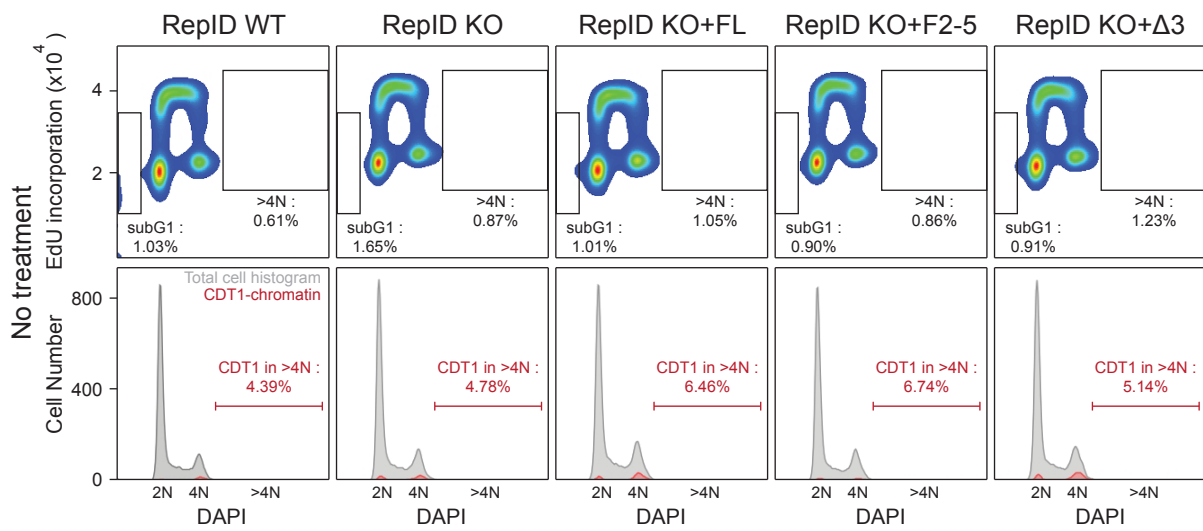 RepID WT
RepID KO
RepID KO+FL
RepID KO+F2-5
RepID KO+Δ3
No treatment
EdU incorporation (x10⁴)
4
2
subG1 :
1.03%
>4N :
0.61%
subG1 :
1.65%
>4N :
0.87%
subG1 :
1.01%
>4N :
1.05%
subG1 :
0.90%
>4N :
0.86%
subG1 :
0.91%
>4N :
1.23%
Cell Number
800
400
0
Total cell histogram
CDT1-chromatin
CDT1 in >4N :
4.39%
CDT1 in >4N :
4.78%
CDT1 in >4N :
6.46%
CDT1 in >4N :
6.74%
CDT1 in >4N :
5.14%
2N 4N >4N
2N 4N >4N
2N 4N >4N
2N 4N >4N
2N 4N >4N
DAPI
DAPI
DAPI
DAPI
DAPI